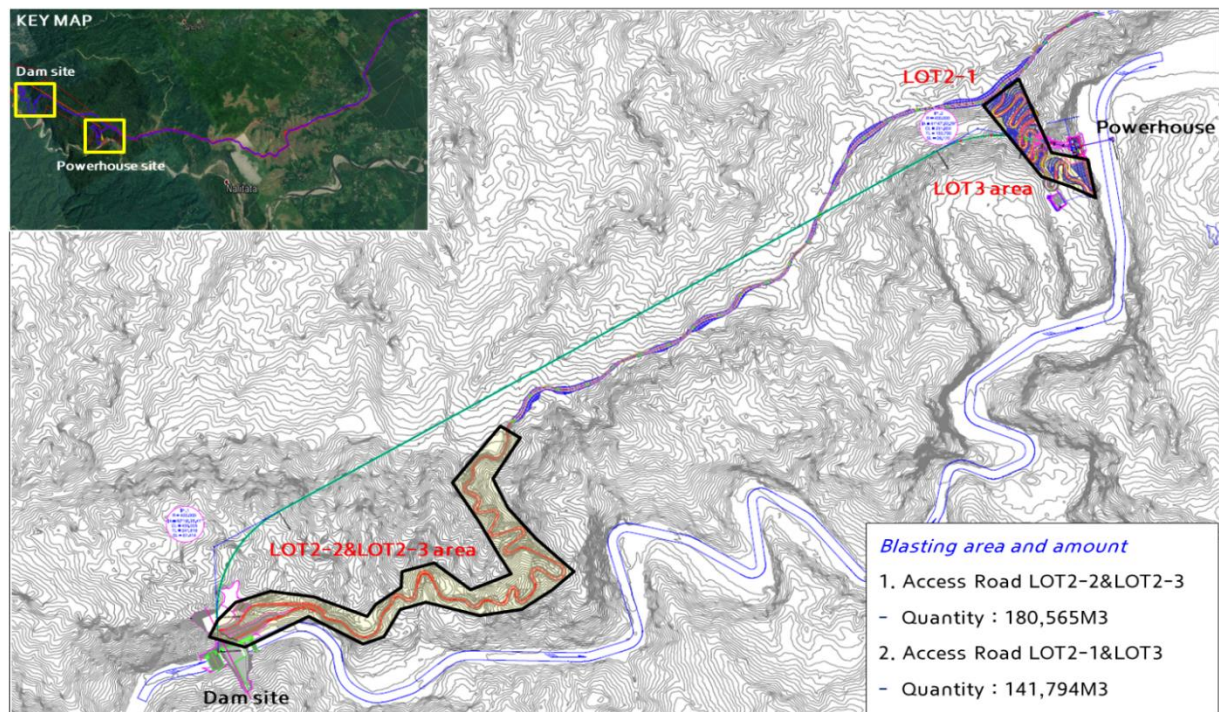 KEY MAP
Dam site
Powerhouse site
Nalifata
LOT2-1
Powerhouse
LOT3 area
LOT2-2&LOT2-3 area
Dam site
Blasting area and amount
1. Access Road LOT2-2&LOT2-3
- Quantity : 180,565M3
2. Access Road LOT2-1&LOT3
- Quantity : 141,794M3